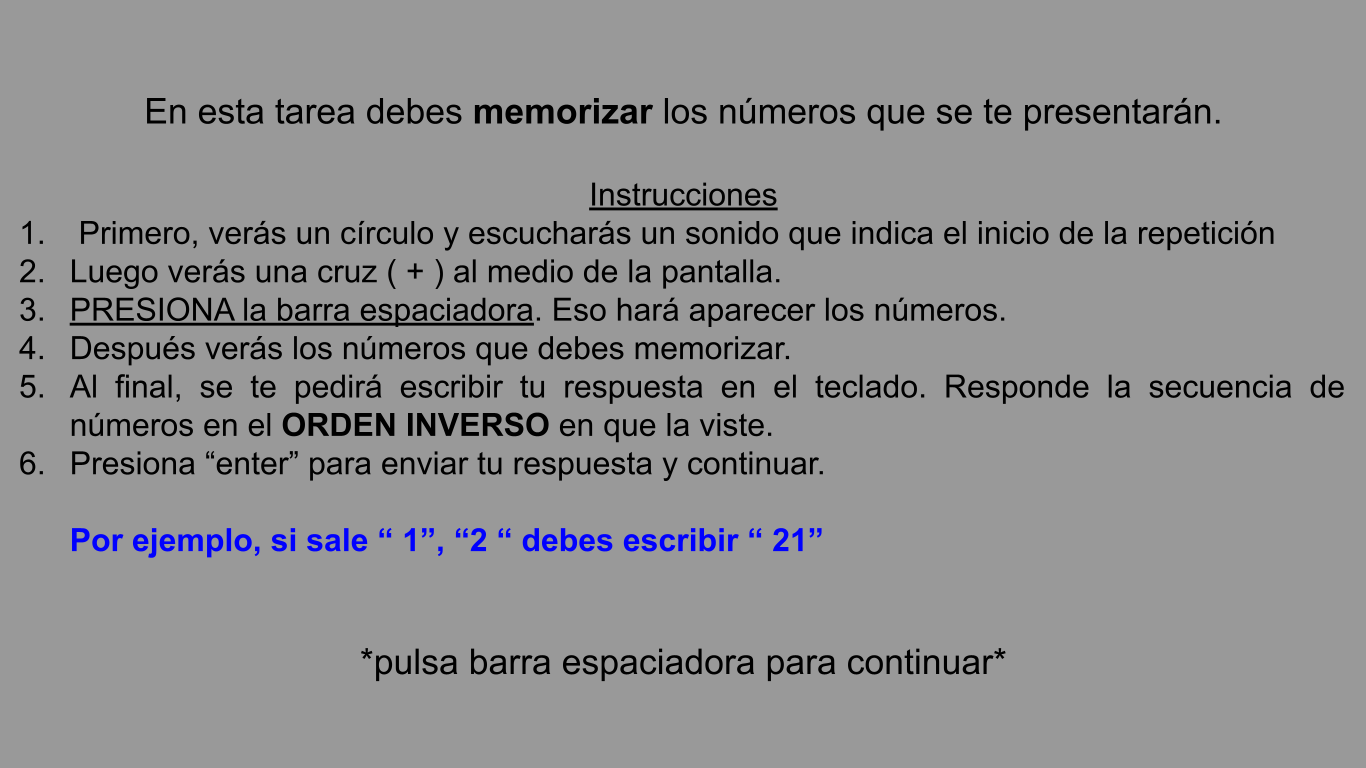 En esta tarea debes memorizar los números que se te presentarán.
Instrucciones
1. Primero, verás un círculo y escucharás un sonido que indica el inicio de la repetición
2. Luego verás una cruz ( + ) al medio de la pantalla.
3. PRESIONA la barra espaciadora. Eso hará aparecer los números.
4. Después verás los números que debes memorizar.
5. Al final, se te pedirá escribir tu respuesta en el teclado. Responde la secuencia de
números en el ORDEN INVERSO en que la viste.
6. Presiona “enter” para enviar tu respuesta y continuar.
Por ejemplo, si sale “ 1”, “2 “ debes escribir “ 21”
*pulsa barra espaciadora para continuar*